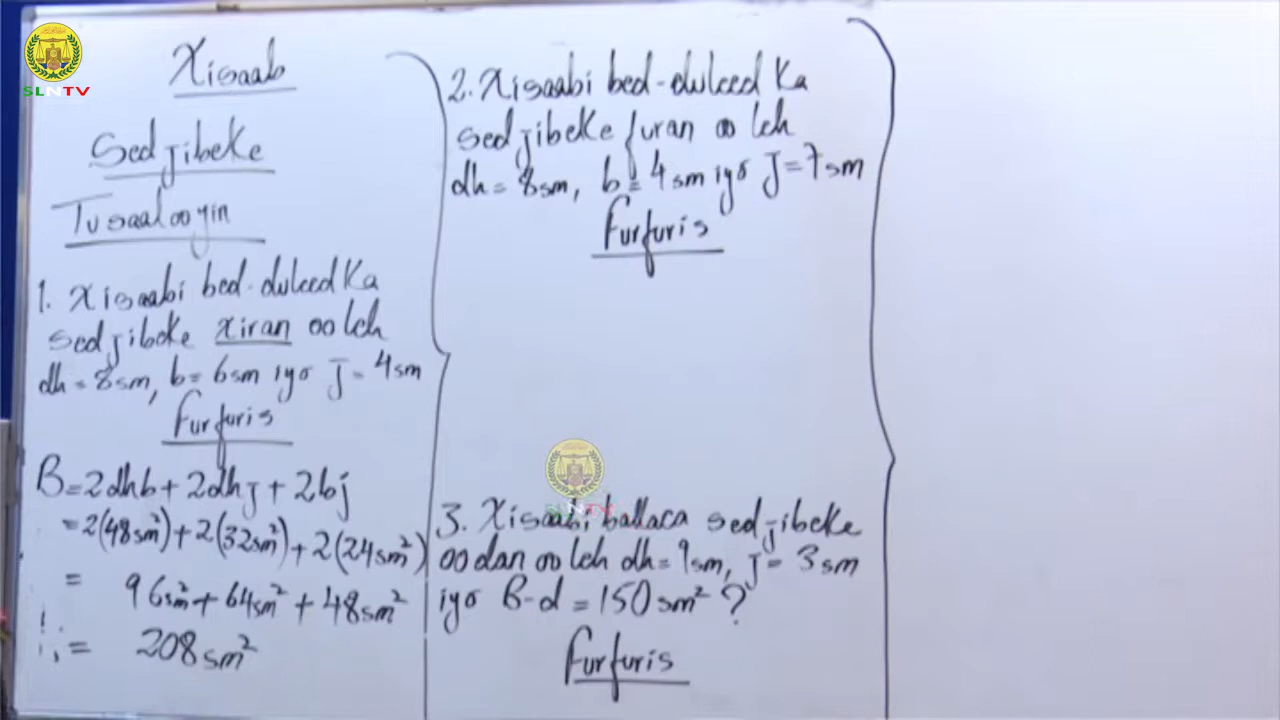 SLNTV
Xisaab
Sedjibeke
Tusaalooyin
1. Xisaabi bed-duleedka
sedjibeke xiran oo leh
dh = 8sm, b = 6sm iyo j = 4sm
Furfuris
B = 2dhb + 2dhj + 2bj
= 2(48sm²) + 2(32sm²) + 2(24sm²)
= 96sm² + 64sm² + 48sm²
= 208sm²
2. Xisaabi bed-duleedka
sedjibeke furan oo leh
dh = 8sm, b = 4sm iyo j = 7sm
Furfuris
SLNTV
3. Xisaabi ballaca sedjibeke
oodan oo leh dh = 9sm, j = 3sm
iyo B-d = 150sm² ?
Furfuris